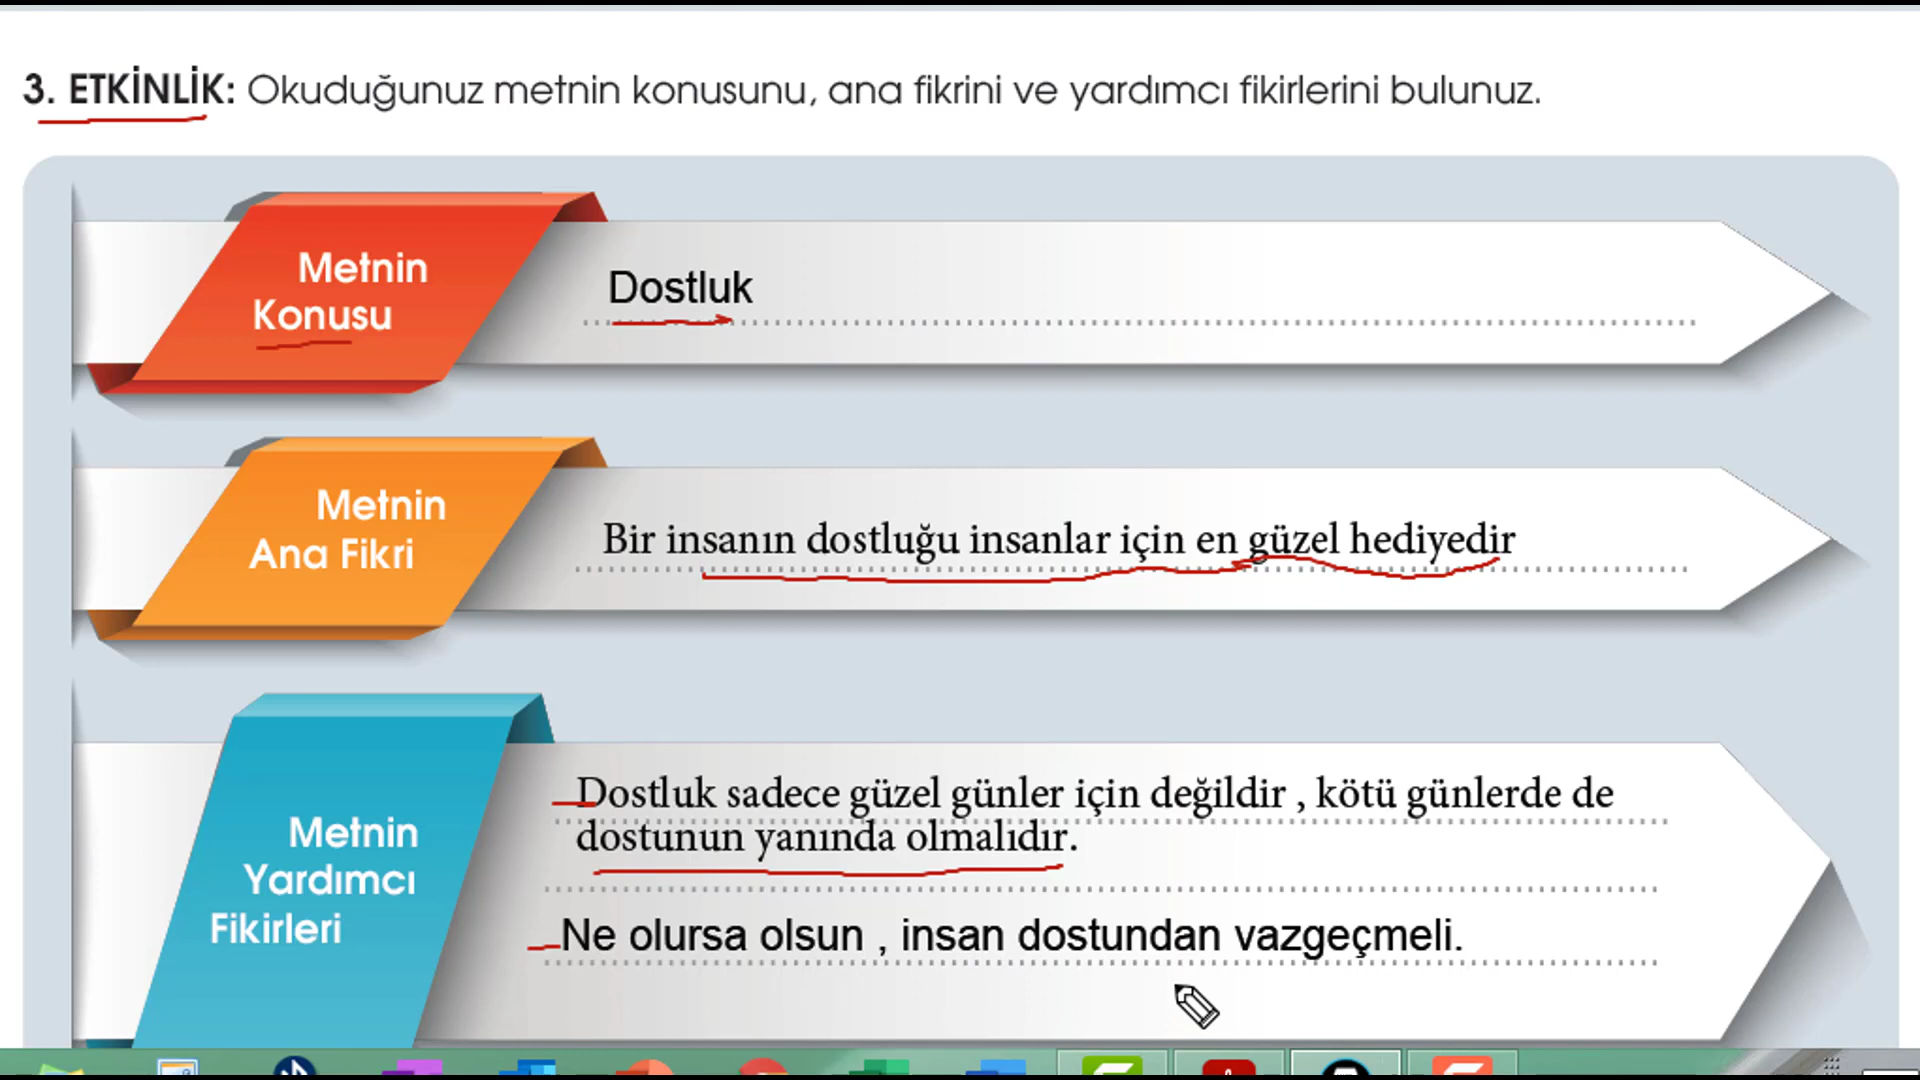 3. ETKİNLİK: Okuduğunuz metnin konusunu, ana fikrini ve yardımcı fikirlerini bulunuz.
Metnin
Konusu
Dostluk
Metnin
Ana Fikri
Bir insanın dostluğu insanlar için en güzel hediyedir
Metnin
Yardımcı
Fikirleri
Dostluk sadece güzel günler için değildir , kötü günlerde de
dostunun yanında olmalıdır.
Ne olursa olsun , insan dostundan vazgeçmeli.